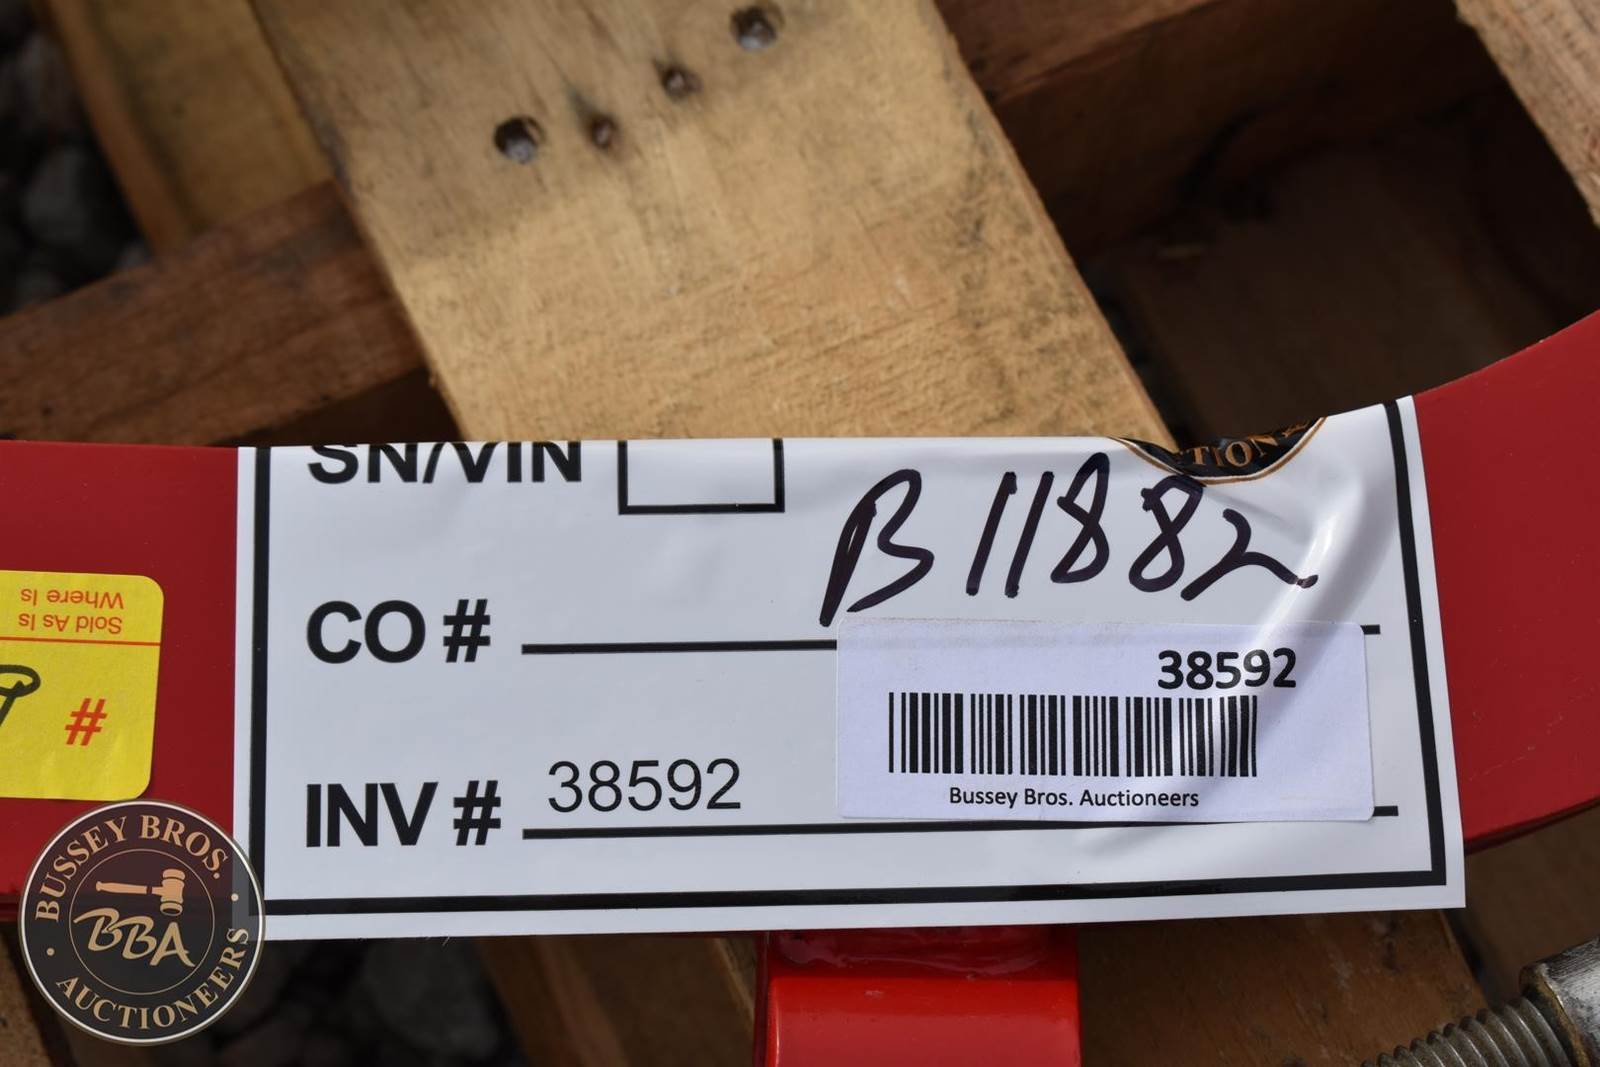 SN/VIN
B11882
CO #
38592
INV # 38592
Bussey Bros. Auctioneers
Sold As Is
Where Is
#
BUSSEY BROS.
BBA
AUCTIONEERS